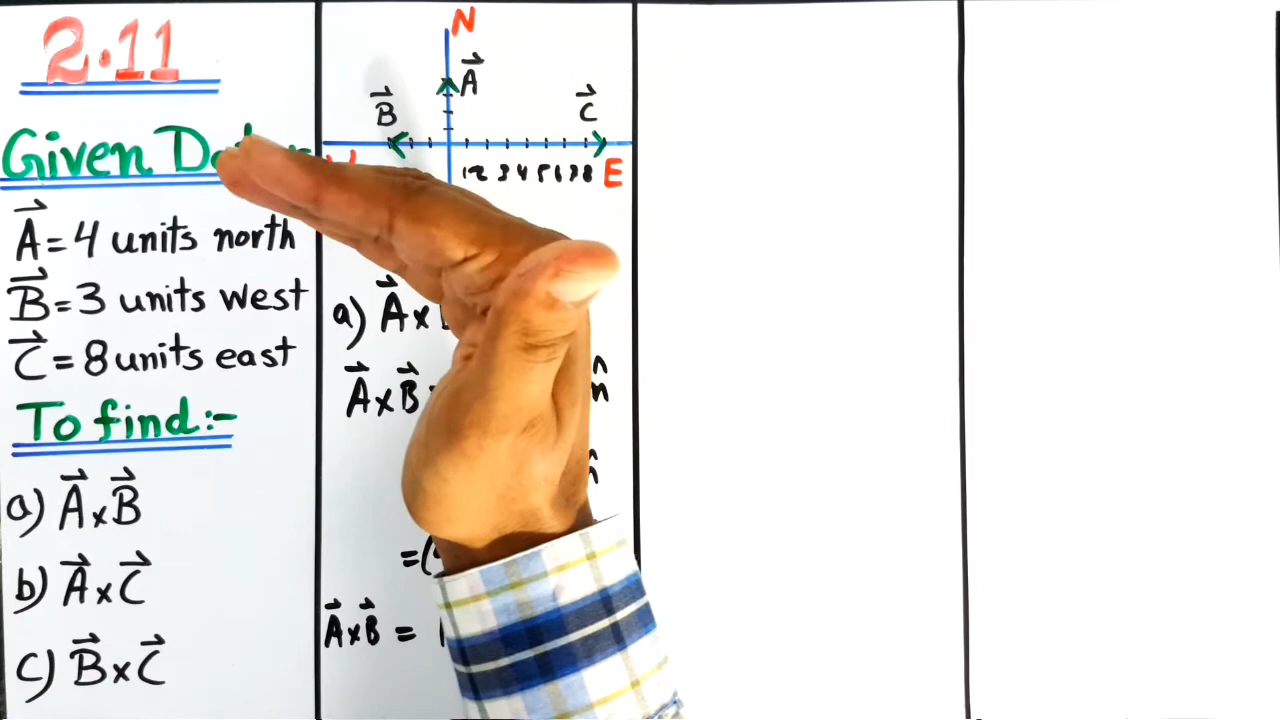 2.11
Given
A⃗ = 4 units north
B⃗ = 3 units west
C⃗ = 8 units east
To find:-
a) A⃗ x B⃗
b) A⃗ x C⃗
c) B⃗ x C⃗
N
A⃗
B⃗
C⃗
1 2 3 4 5 6 7 8
E
a) A⃗ x
A⃗ x B⃗
n̂
= (
A⃗ x B⃗ =